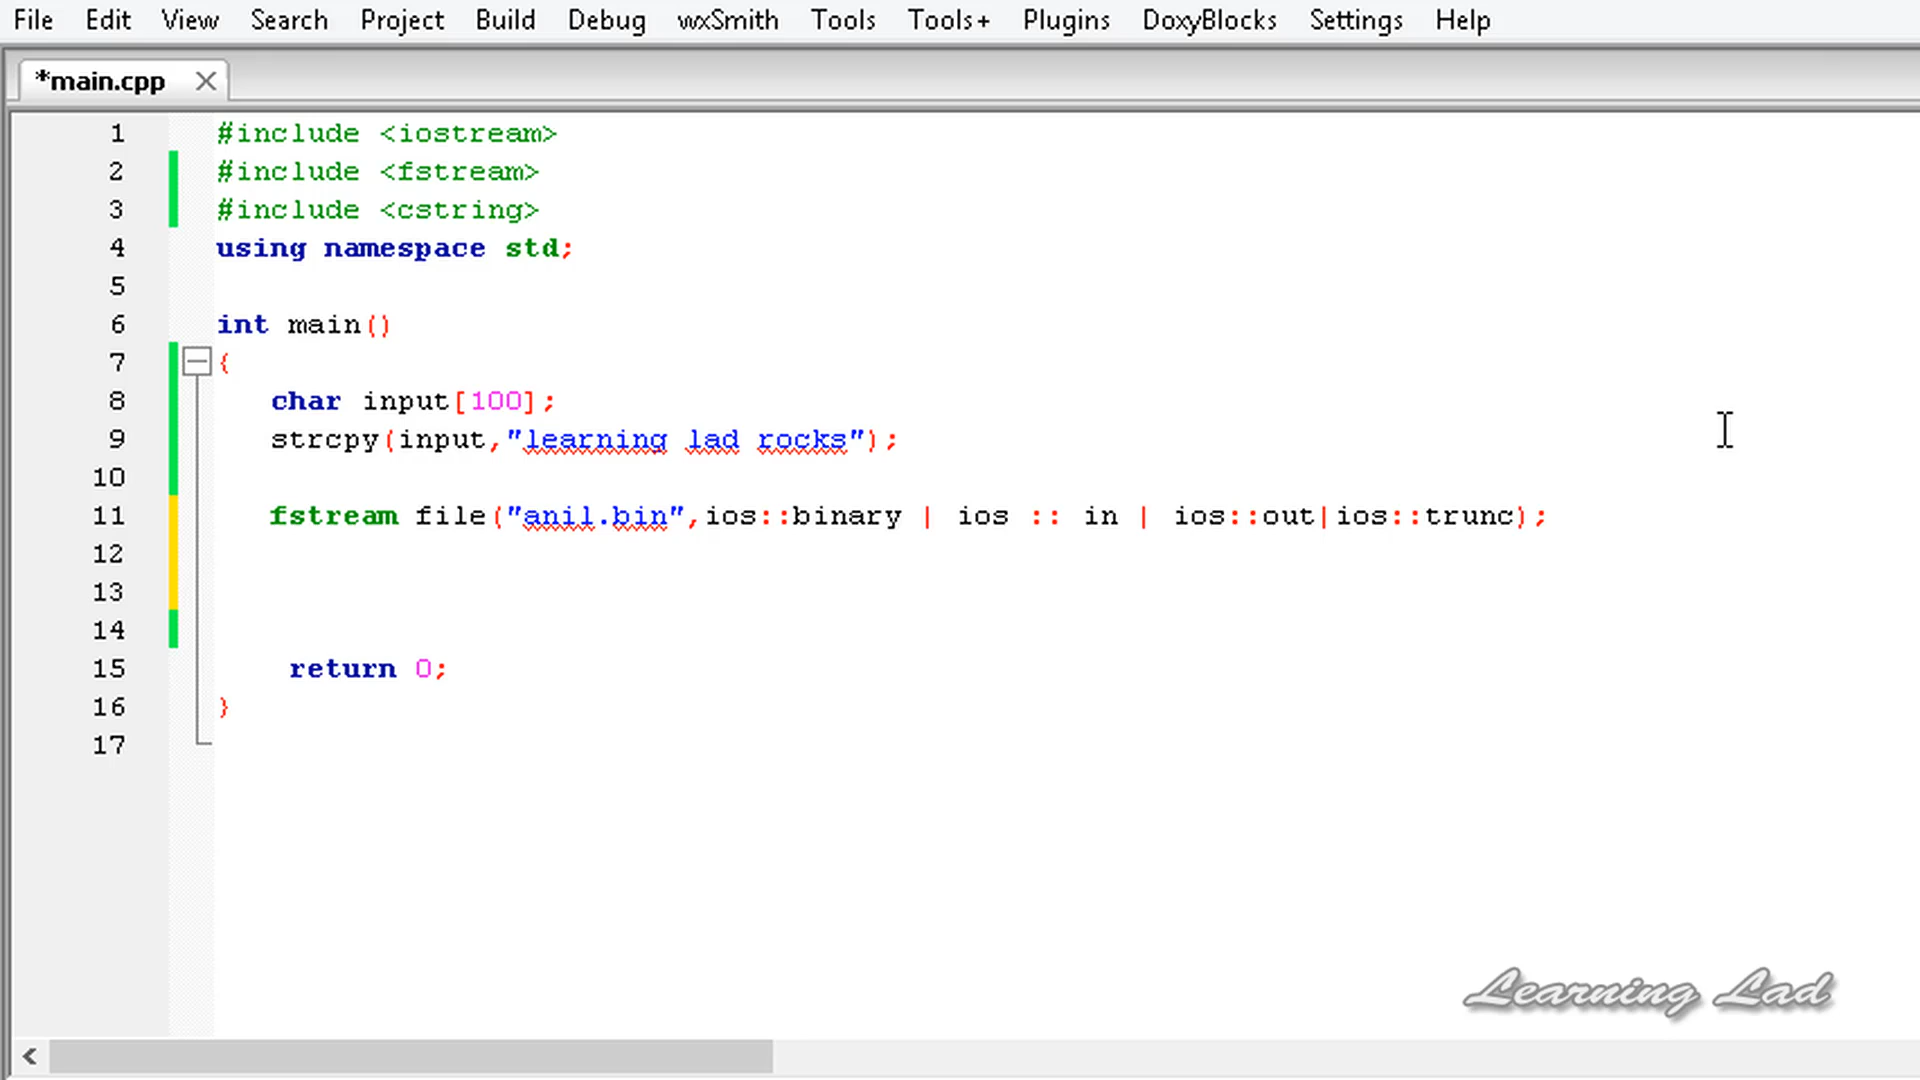 File Edit View Search Project Build Debug wxSmith Tools Tools+ Plugins DoxyBlocks Settings Help
*main.cpp
1 #include <iostream>
2 #include <fstream>
3 #include <cstring>
4 using namespace std;
5
6 int main()
7 {
8 char input[100];
9 strcpy(input,"learning lad rocks");
10
11 fstream file("anil.bin",ios::binary | ios :: in | ios::out|ios::trunc);
12
13
14
15 return 0;
16 }
17
Learning Lad